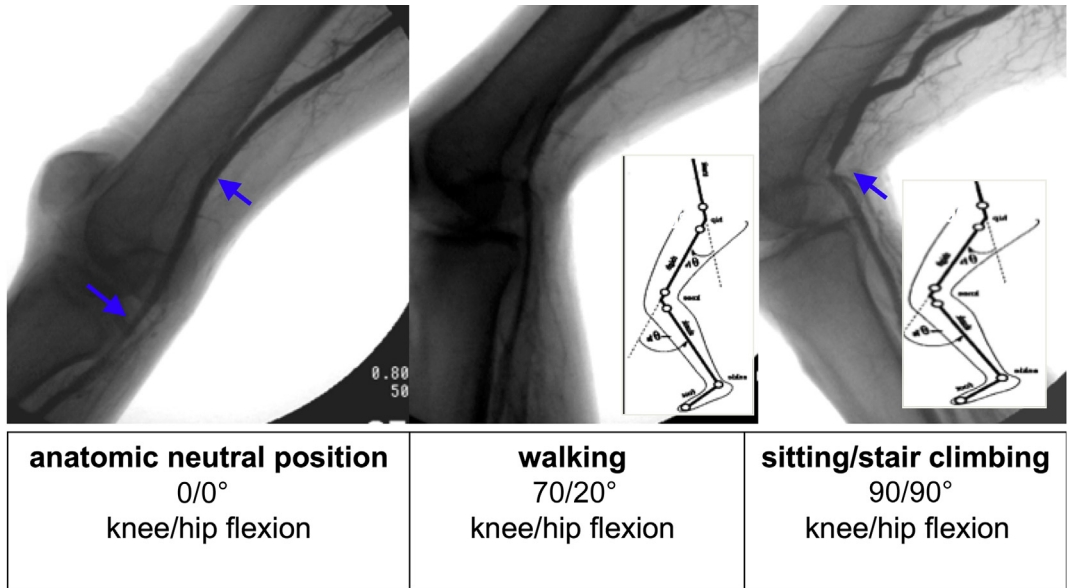 0.80
50
anatomic neutral position
0/0°
knee/hip flexion
walking
70/20°
knee/hip flexion
sitting/stair climbing
90/90°
knee/hip flexion